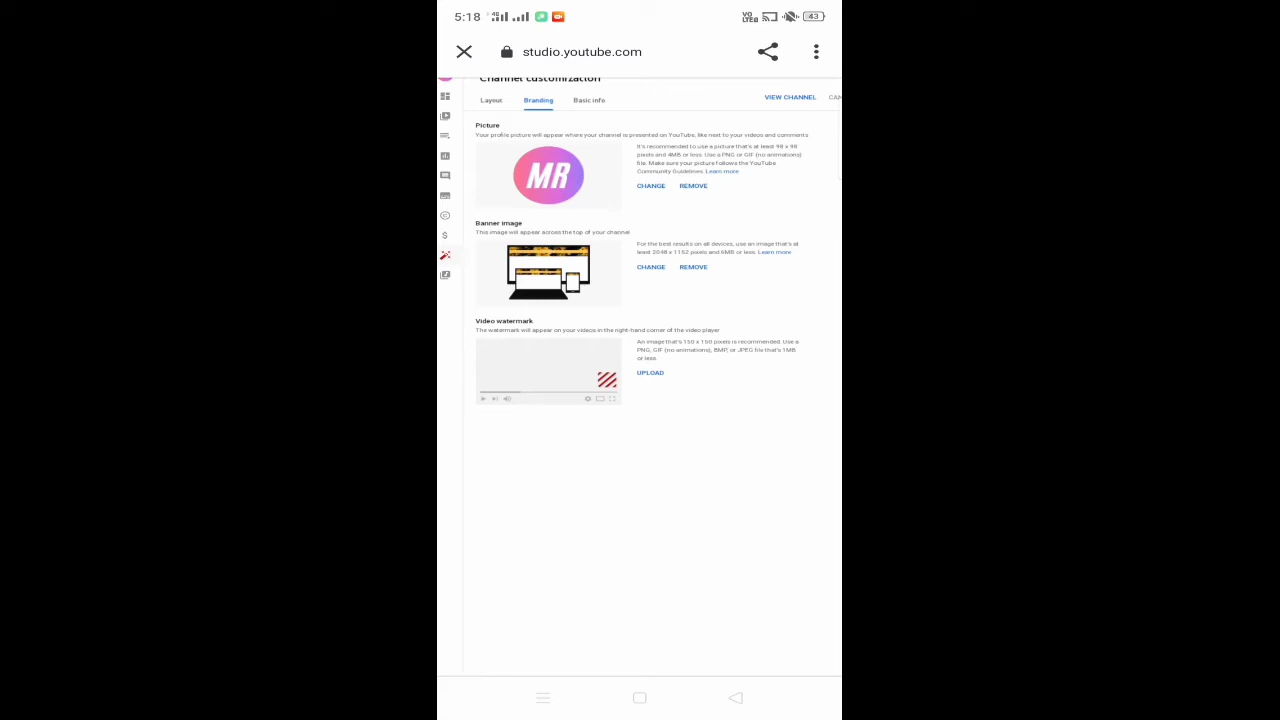 5:18
4G
VO
LTE
43
studio.youtube.com
Channel customization
Layout Branding Basic info VIEW CHANNEL CAN
Picture
Your profile picture will appear where your channel is presented on YouTube, like next to your videos and comments
It's recommended to use a picture that's at least 98 x 98
pixels and 4MB or less. Use a PNG or GIF (no animations)
file. Make sure your picture follows the YouTube
Community Guidelines. Learn more
MR
CHANGE REMOVE
Banner image
This image will appear across the top of your channel
For the best results on all devices, use an image that's at
least 2048 x 1152 pixels and 6MB or less. Learn more
CHANGE REMOVE
Video watermark
The watermark will appear on your videos in the right-hand corner of the video player
An image that's 150 x 150 pixels is recommended. Use a
PNG, GIF (no animations), BMP, or JPEG file that's 1MB
or less
UPLOAD